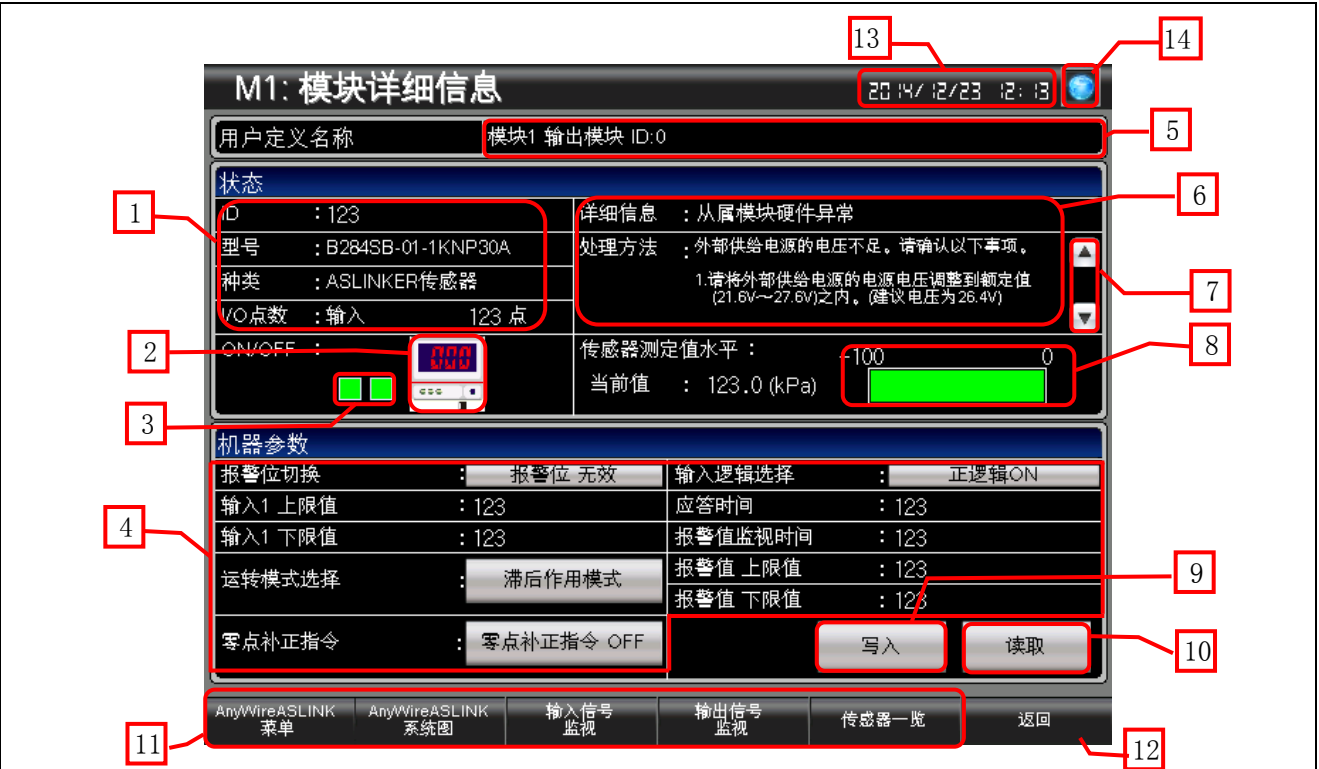 13
14
M1: 模块详细信息
2014/12/23 12:13
用户定义名称
模块1 输出模块 ID:0
5
状态
6
1
ID :123
详细信息 :从属模块硬件异常
型号 :B284SB-01-1KNP30A
处理方法 :外部供给电源的电压不足。请确认以下事项。
种类 :ASLINKER传感器
1.请将外部供给电源的电源电压调整到额定值
(21.6V～27.6V)之内。(建议电压为26.4V)
7
I/O点数 :输入 123 点
2
ON/OFF :
000
传感器测定值水平：
-100 0
8
当前值 : 123.0 (kPa)
3
机器参数
报警位切换 : 报警位 无效
输入逻辑选择 : 正逻辑ON
输入1 上限值 :123
应答时间 :123
4
输入1 下限值 :123
报警值监视时间 :123
运转模式选择 : 滞后作用模式
报警值 上限值 :123
9
报警值 下限值 :123
零点补正指令 : 零点补正指令 OFF
写入
读取
10
AnyWireASLINK
菜单
AnyWireASLINK
系统图
输入信号
监视
输出信号
监视
传感器一览
返回
11
12